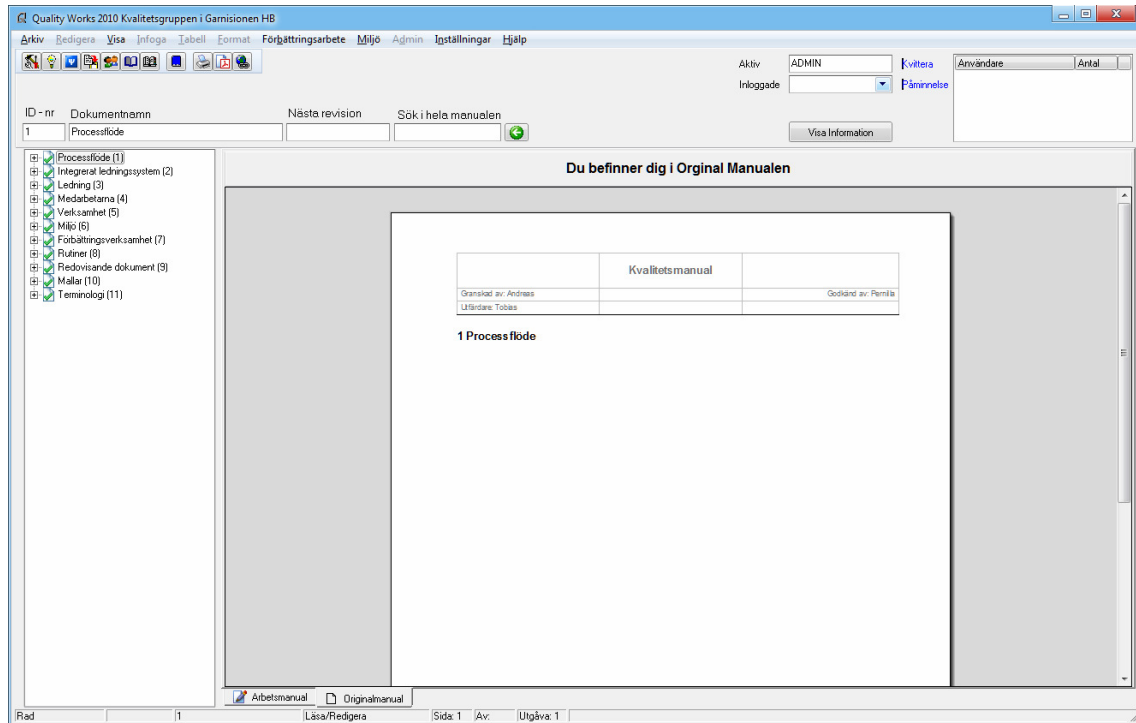 Quality Works 2010 Kvalitetsgruppen i Garnisionen HB
Arkiv Redigera Visa Infoga Tabell Format Förbättringsarbete Miljö Admin Inställningar Hjälp
Aktiv ADMIN Kvittera Användare Antal
Inloggade Påminnelse
ID - nr Dokumentnamn Nästa revision Sök i hela manualen
1 Processflöde Visa Information
Processflöde (1)
Integrerat ledningssystem (2)
Ledning (3)
Medarbetarna (4)
Verksamhet (5)
Miljö (6)
Förbättringsverksamhet (7)
Rutiner (8)
Redovisande dokument (9)
Mallar (10)
Terminologi (11)
Du befinner dig i Orginal Manualen
Kvalitetsmanual
Granskad av: Andreas Godkänd av: Pernilla
Utfärdare: Tobias
1 Processflöde
Arbetsmanual Originalmanual
Rad 1 Läsa/Redigera Sida: 1 Av: Utgåva: 1